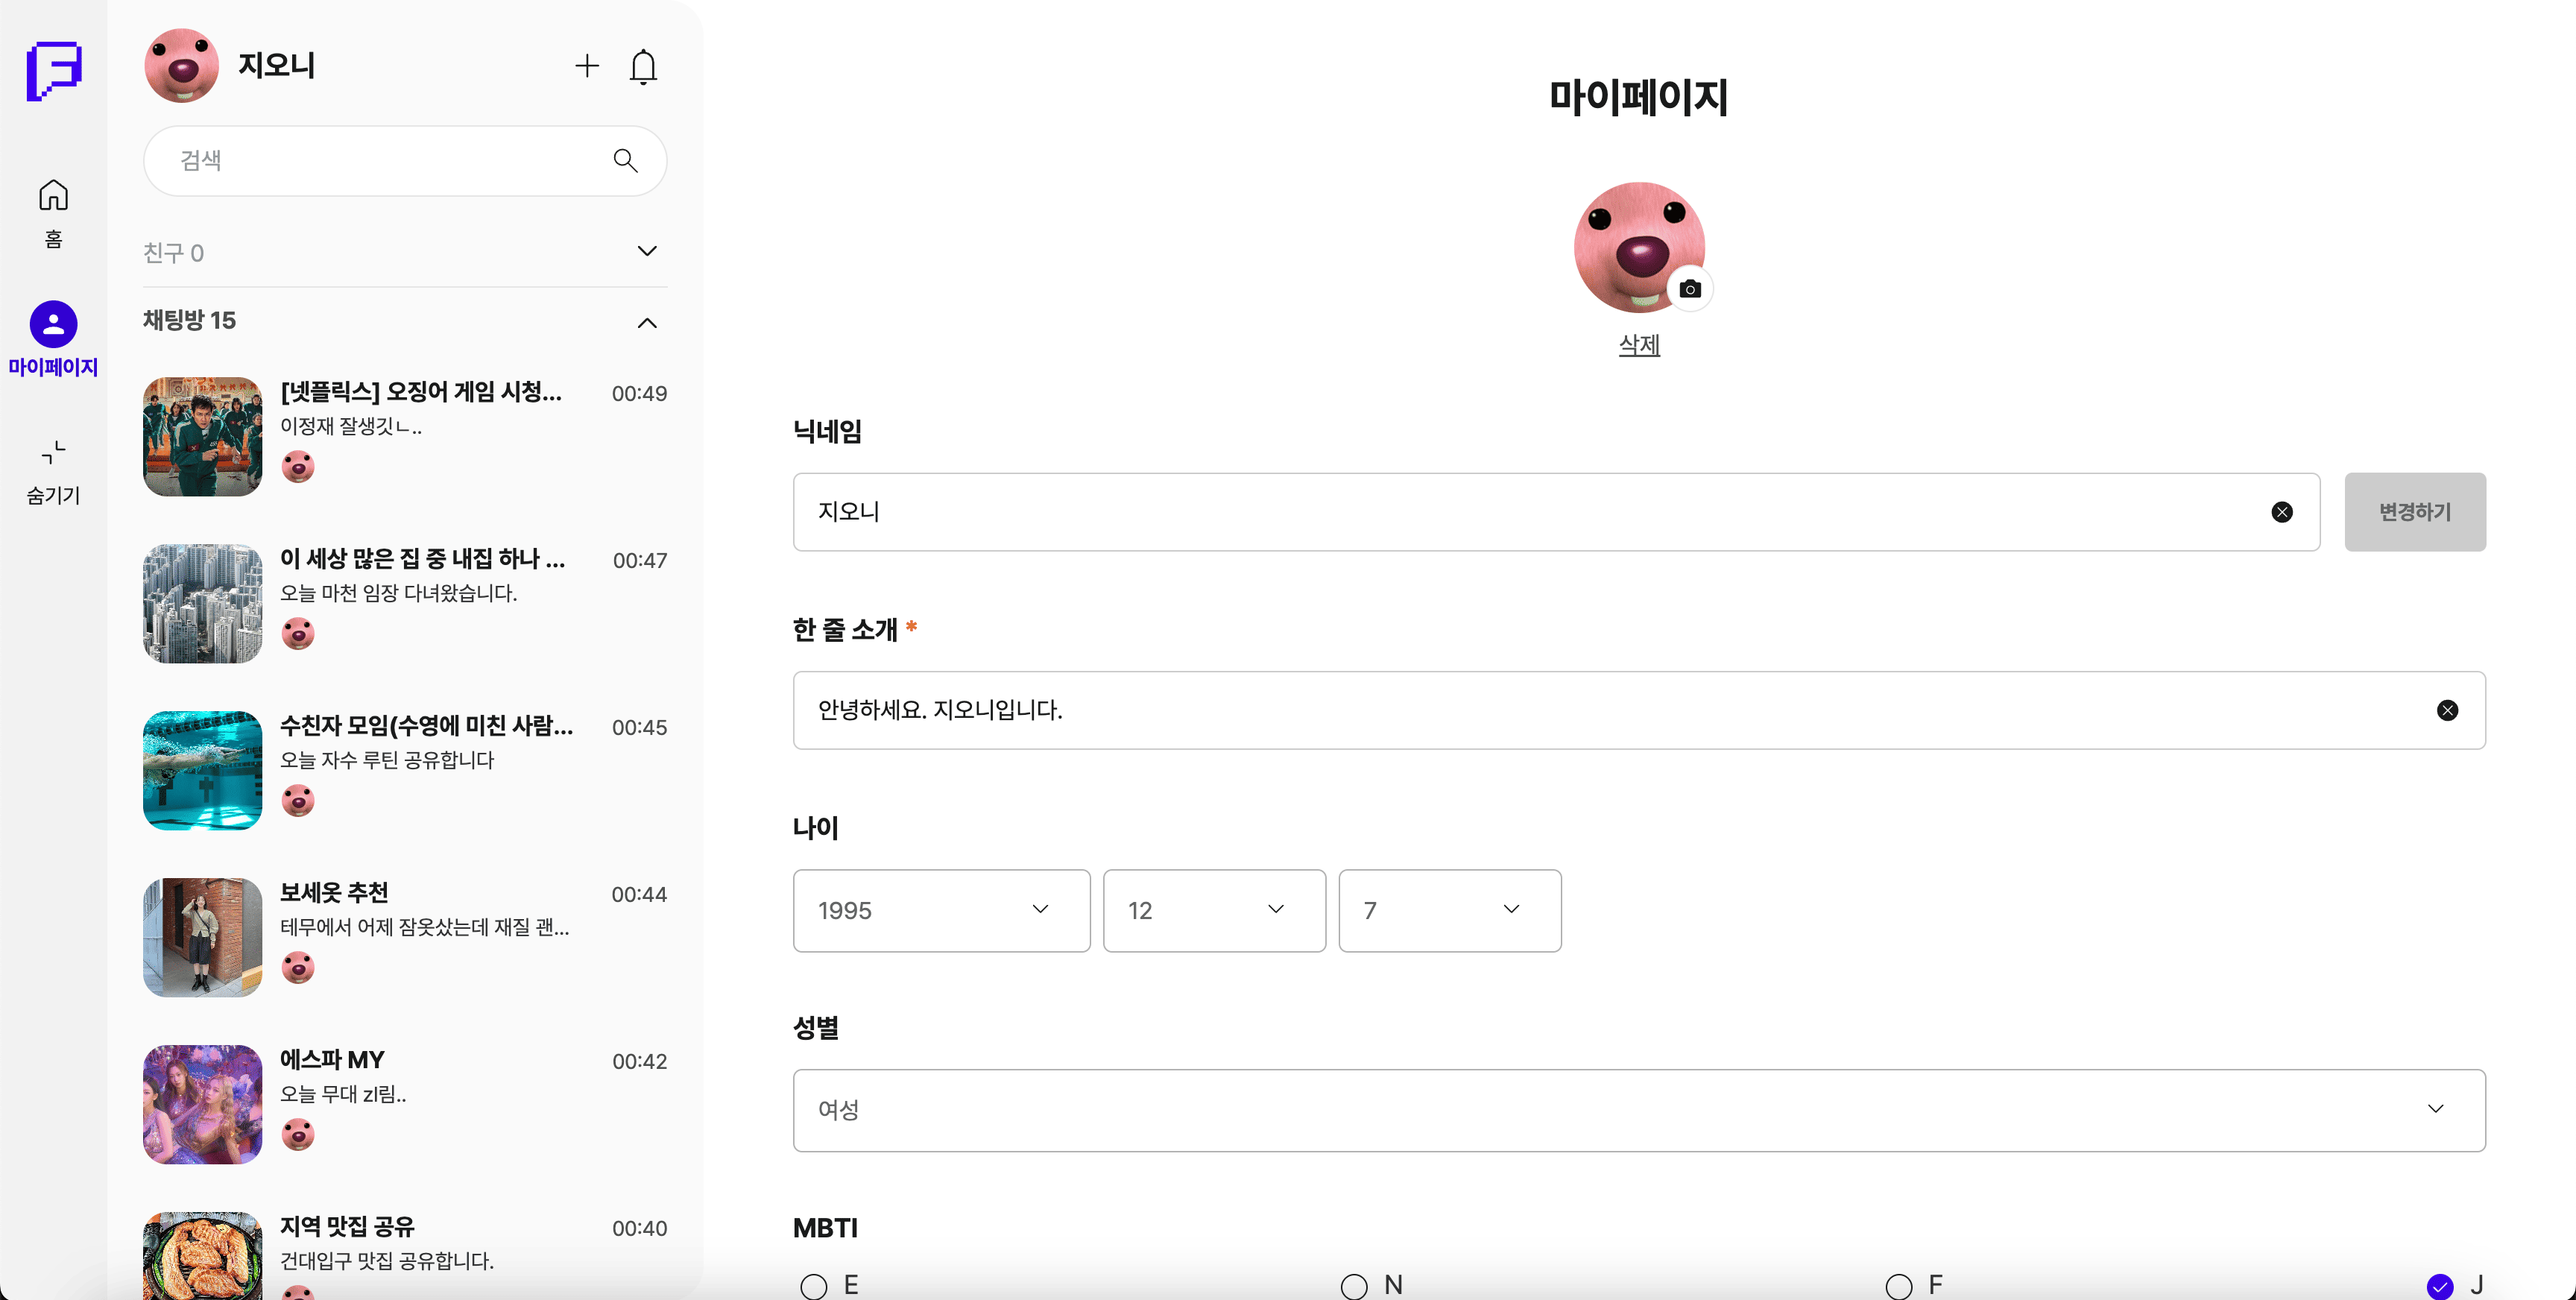 지오니
검색
홈
마이페이지
숨기기
친구 0
채팅방 15
[넷플릭스] 오징어 게임 시청...
00:49
이정재 잘생깃ㄴ..
이 세상 많은 집 중 내집 하나 ...
00:47
오늘 마천 임장 다녀왔습니다.
수친자 모임(수영에 미친 사람...
00:45
오늘 자수 루틴 공유합니다
보세옷 추천
00:44
테무에서 어제 잠옷샀는데 재질 괜...
에스파 MY
00:42
오늘 무대 zl림..
지역 맛집 공유
00:40
건대입구 맛집 공유합니다.
마이페이지
삭제
닉네임
지오니
변경하기
한 줄 소개 *
안녕하세요. 지오니입니다.
나이
1995
12
7
성별
여성
MBTI
E
N
F
J